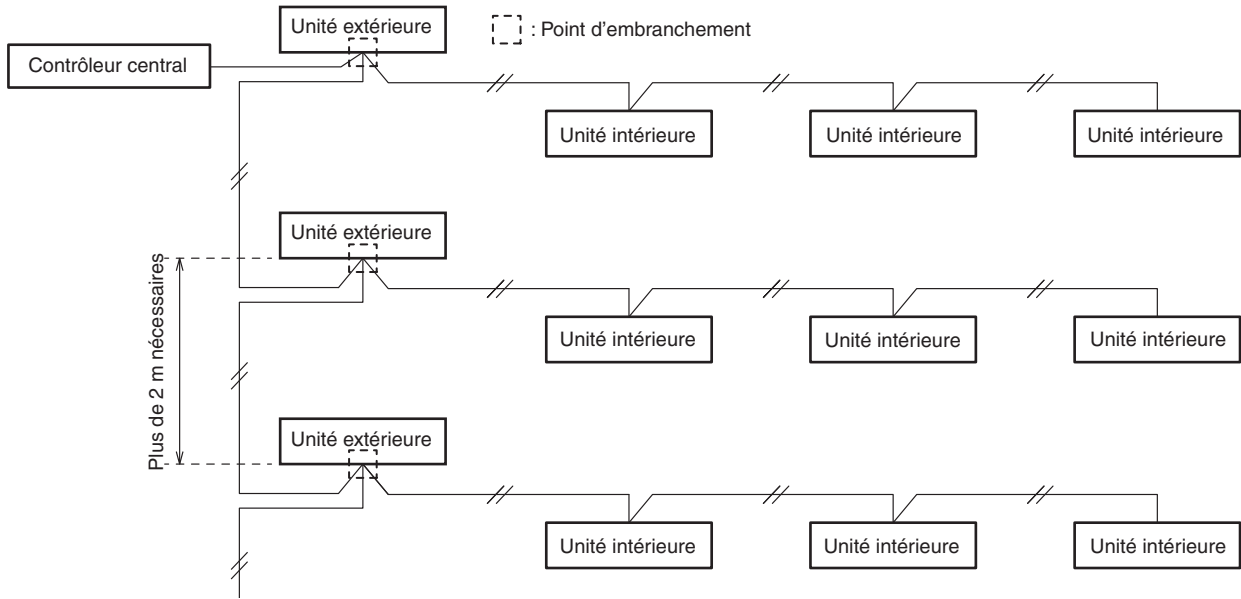 Unité extérieure
: Point d'embranchement
Contrôleur central
Unité intérieure
Unité intérieure
Unité intérieure
Unité extérieure
Plus de 2 m nécessaires
Unité intérieure
Unité intérieure
Unité intérieure
Unité extérieure
Unité intérieure
Unité intérieure
Unité intérieure